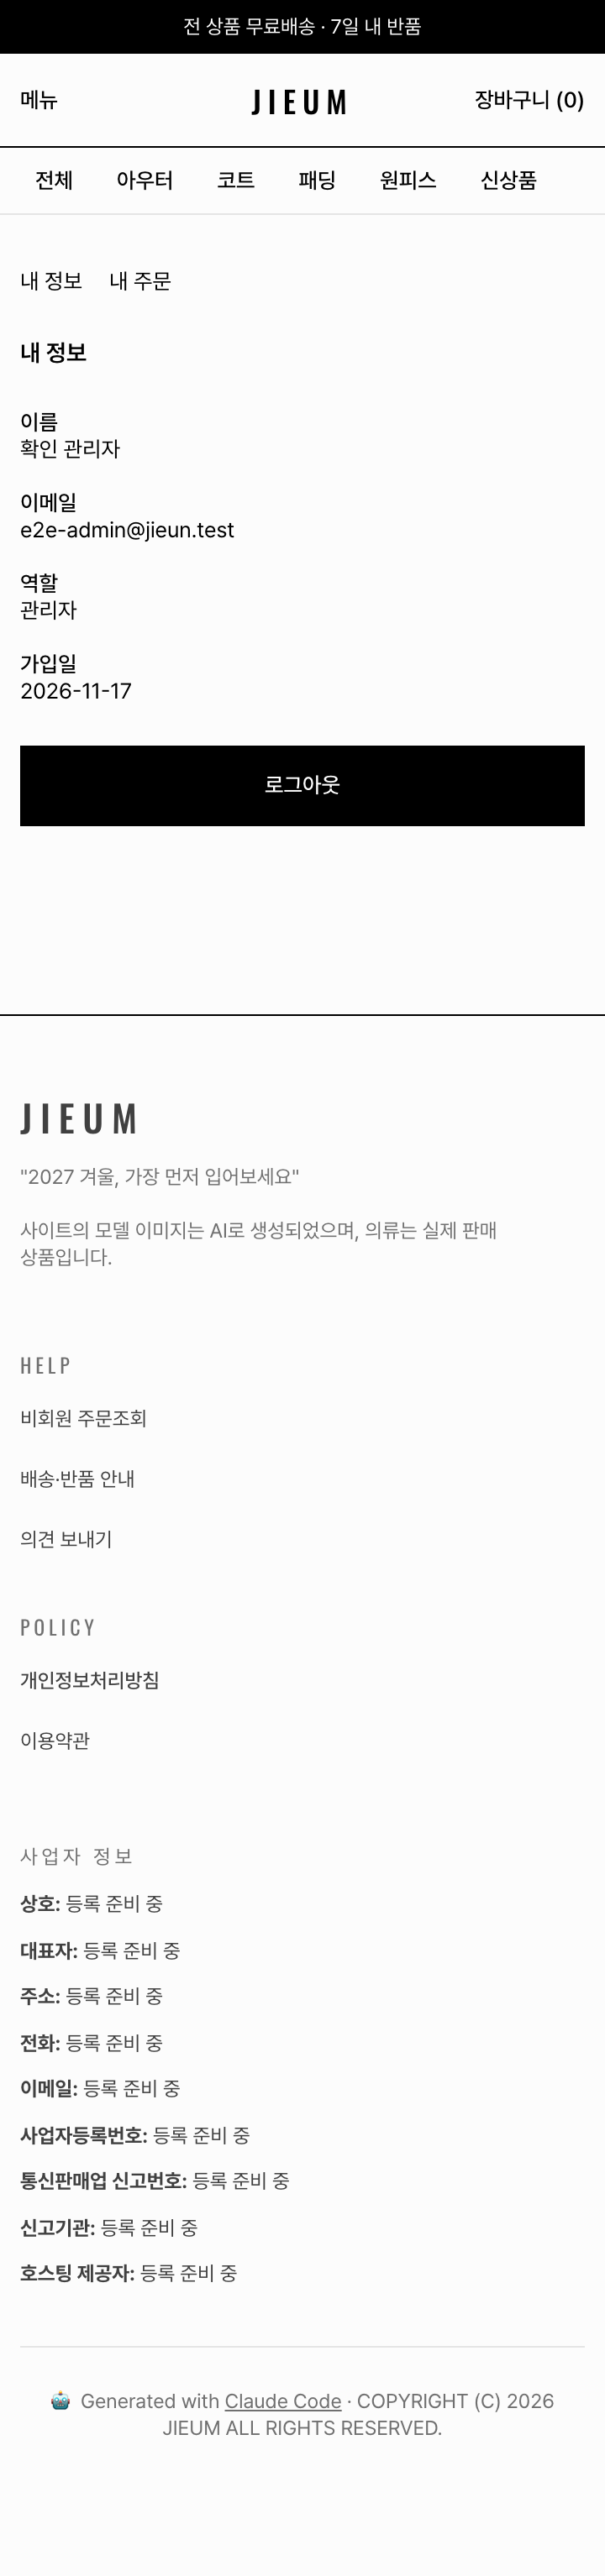 전 상품 무료배송 · 7일 내 반품
메뉴
JIEUM
장바구니 (0)
전체 아우터 코트 패딩 원피스 신상품
내 정보 내 주문
내 정보
이름
확인 관리자
이메일
e2e-admin@jieun.test
역할
관리자
가입일
2026-11-17
로그아웃
JIEUM
"2027 겨울, 가장 먼저 입어보세요"
사이트의 모델 이미지는 AI로 생성되었으며, 의류는 실제 판매
상품입니다.
HELP
비회원 주문조회
배송·반품 안내
의견 보내기
POLICY
개인정보처리방침
이용약관
사업자 정보
상호: 등록 준비 중
대표자: 등록 준비 중
주소: 등록 준비 중
전화: 등록 준비 중
이메일: 등록 준비 중
사업자등록번호: 등록 준비 중
통신판매업 신고번호: 등록 준비 중
신고기관: 등록 준비 중
호스팅 제공자: 등록 준비 중
🤖 Generated with Claude Code · COPYRIGHT (C) 2026
JIEUM ALL RIGHTS RESERVED.